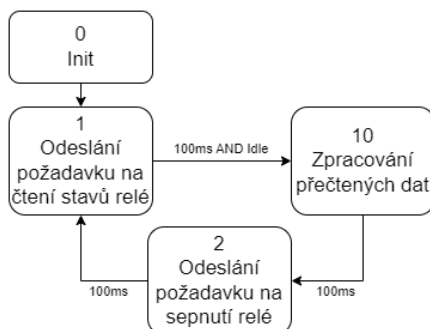 0
Init
1
Odeslání
požadavku na
čtení stavů relé
100ms AND Idle
10
Zpracování
přečtených dat
2
Odeslání
požadavku na
sepnutí relé
100ms
100ms